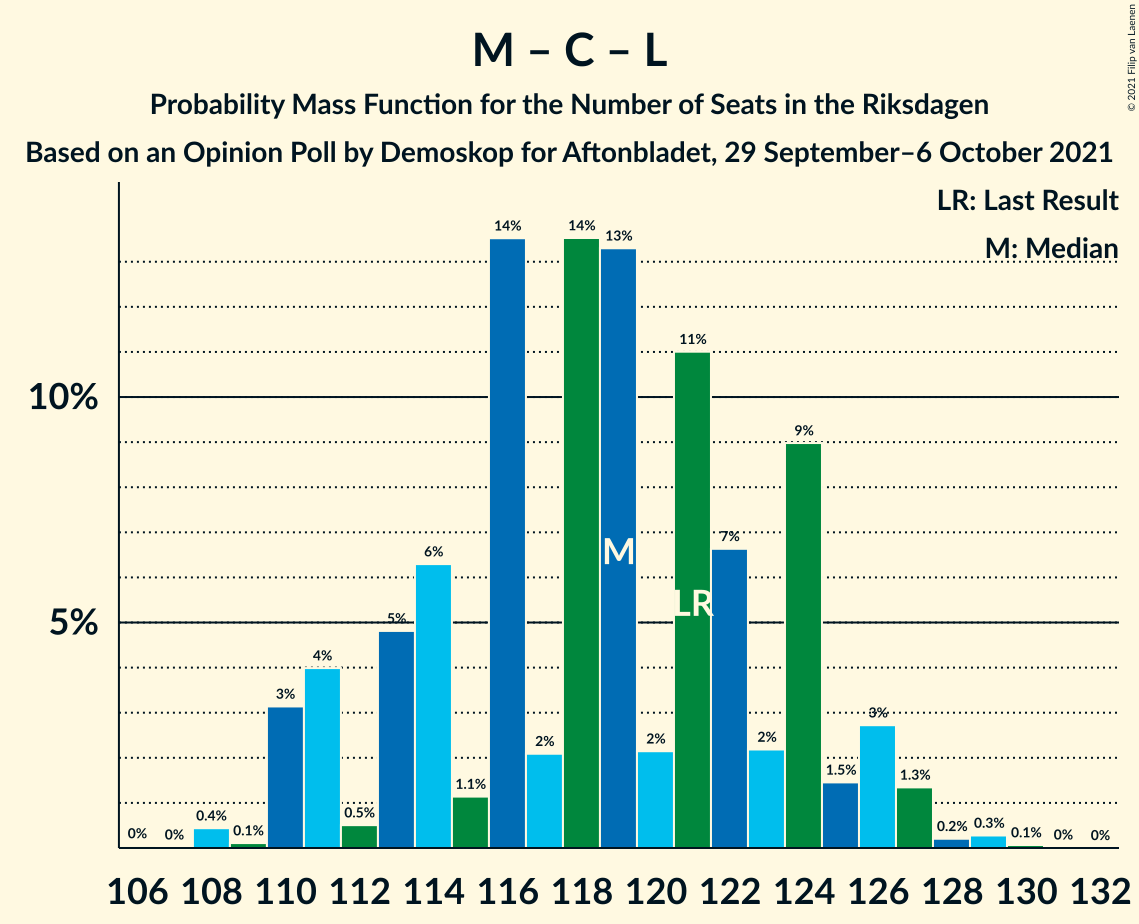 M – C – L
Probability Mass Function for the Number of Seats in the Riksdagen
Based on an Opinion Poll by Demoskop for Aftonbladet, 29 September–6 October 2021
© 2021 Filip van Laenen
LR: Last Result
M: Median
10%
5%
0% 0% 0.4% 0.1% 3% 4% 0.5% 5% 6% 1.1% 14% 2% 14% 13% 2% 11% 7% 2% 9% 1.5% 3% 1.3% 0.2% 0.3% 0.1% 0% 0%
M
LR
106 108 110 112 114 116 118 120 122 124 126 128 130 132